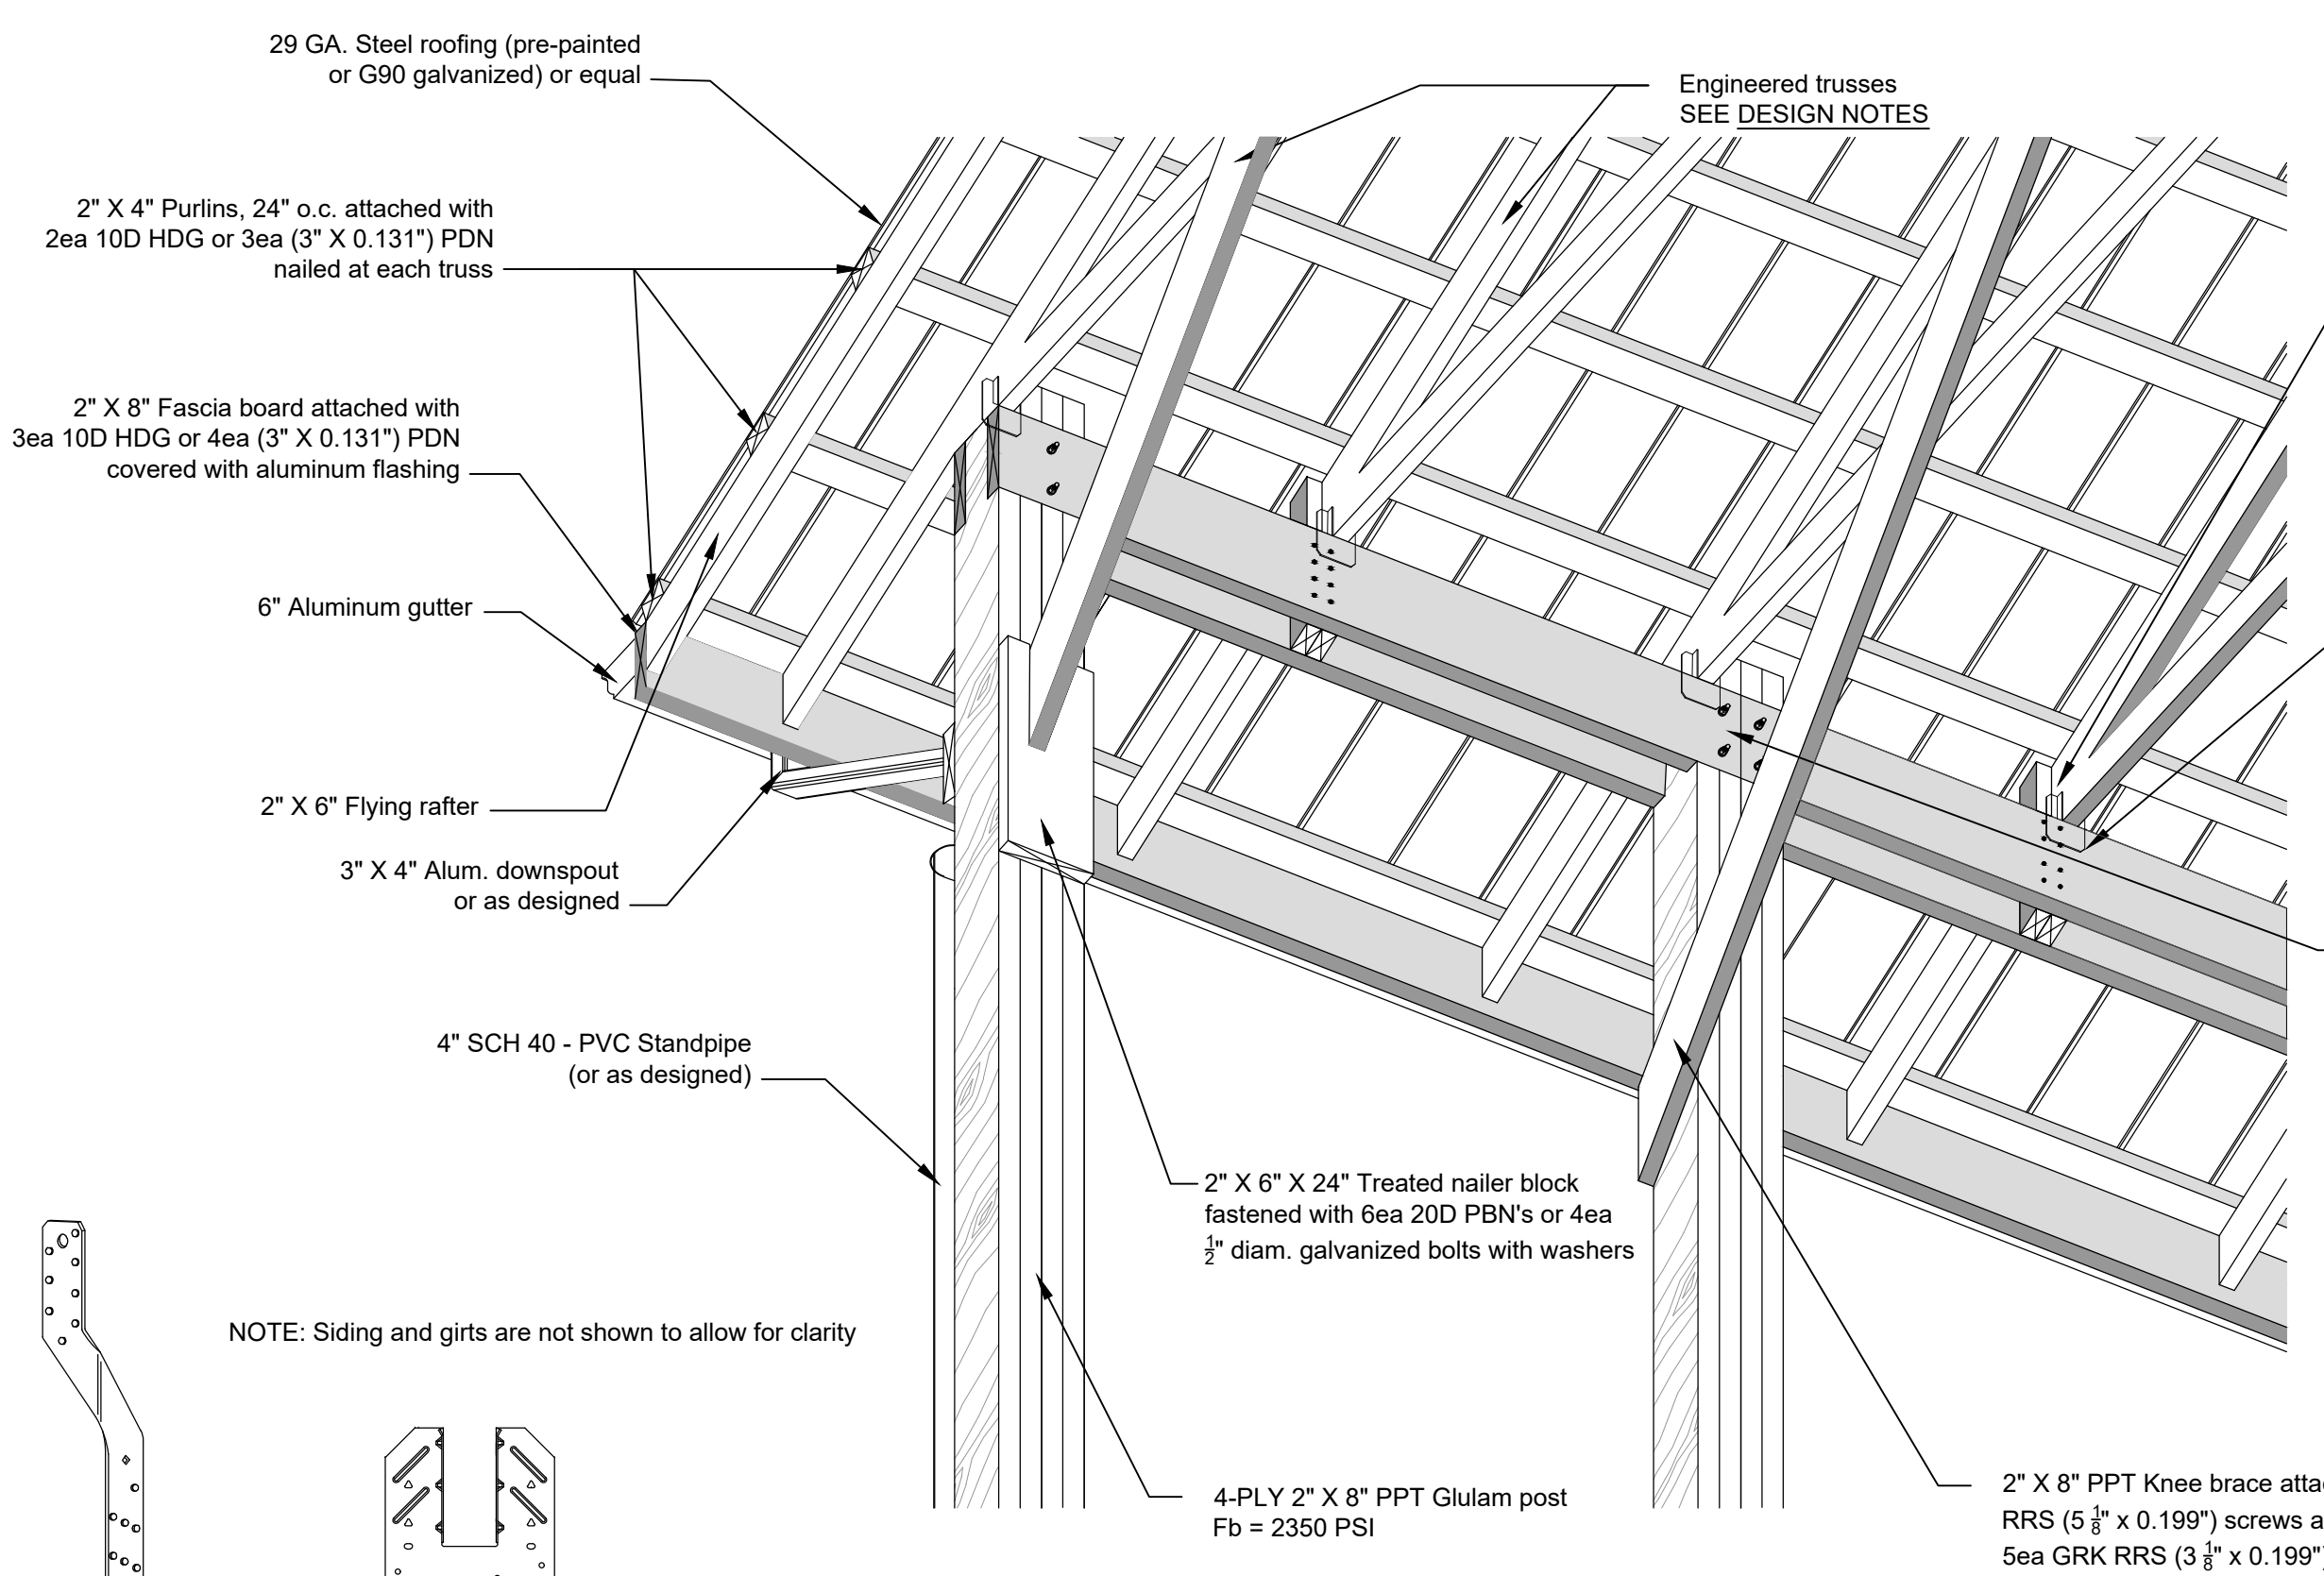 29 GA. Steel roofing (pre-painted
or G90 galvanized) or equal
Engineered trusses
SEE DESIGN NOTES
2" X 4" Purlins, 24" o.c. attached with
2ea 10D HDG or 3ea (3" X 0.131") PDN
nailed at each truss
2" X 8" Fascia board attached with
3ea 10D HDG or 4ea (3" X 0.131") PDN
covered with aluminum flashing
6" Aluminum gutter
2" X 6" Flying rafter
3" X 4" Alum. downspout
or as designed
4" SCH 40 - PVC Standpipe
(or as designed)
2" X 6" X 24" Treated nailer block
fastened with 6ea 20D PBN's or 4ea
½" diam. galvanized bolts with washers
NOTE: Siding and girts are not shown to allow for clarity
4-PLY 2" X 8" PPT Glulam post
Fb = 2350 PSI
2" X 8" PPT Knee brace
RRS (5 ⅛" x 0.199") screws
5ea GRK RRS (3 ⅛" x 0.199"